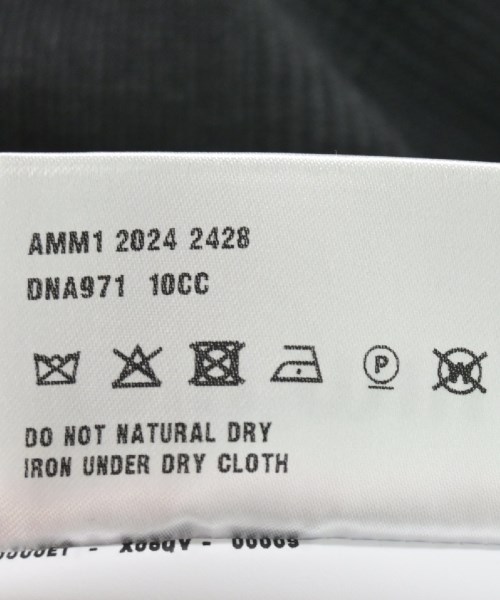 AMM1 2024 2428
DNA971 10CC
P W
DO NOT NATURAL DRY
IRON UNDER DRY CLOTH